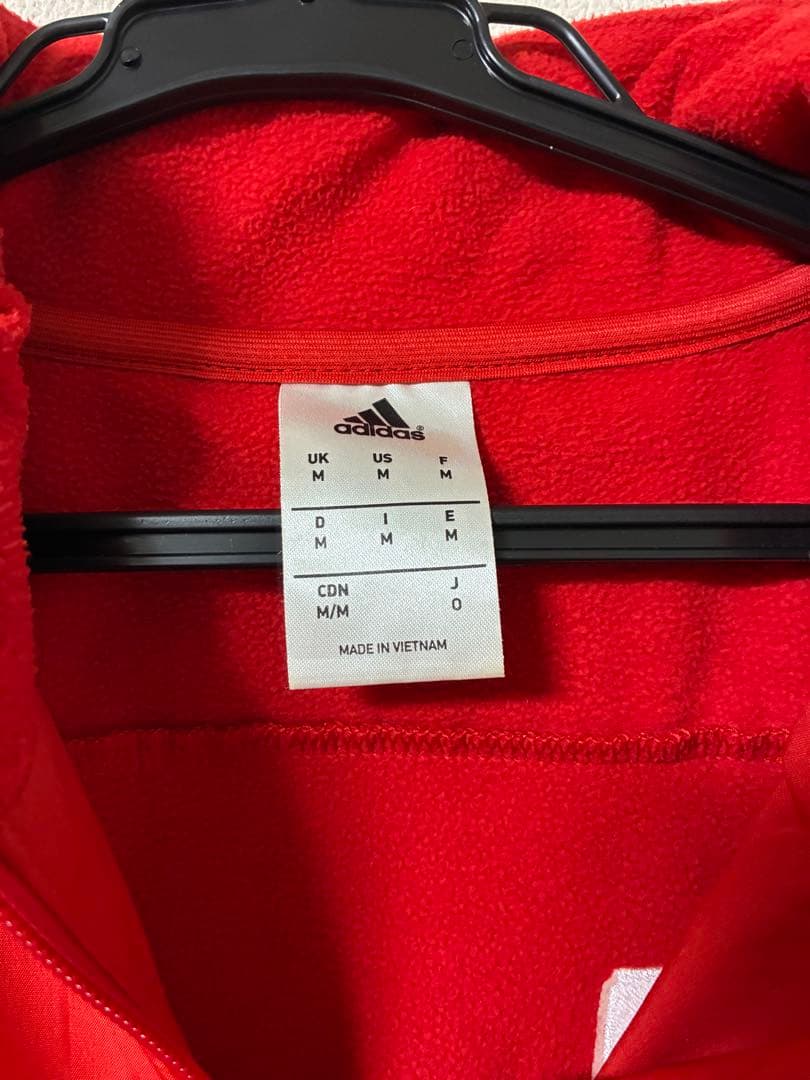 adidas®
UK US F
M M M
D I E
M M M
CDN J
M/M O
MADE IN VIETNAM